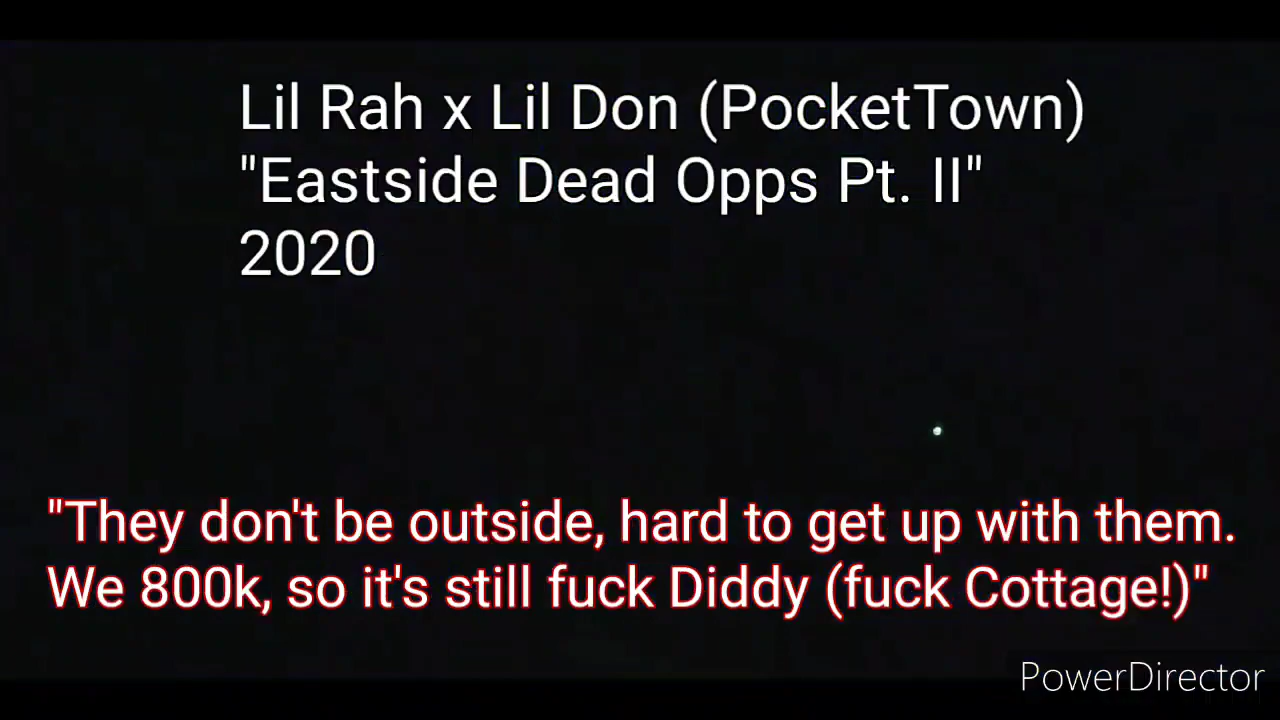 Lil Rah x Lil Don (PocketTown)
"Eastside Dead Opps Pt. II"
2020
"They don't be outside, hard to get up with them.
We 800k, so it's still fuck Diddy (fuck Cottage!)"
PowerDirector